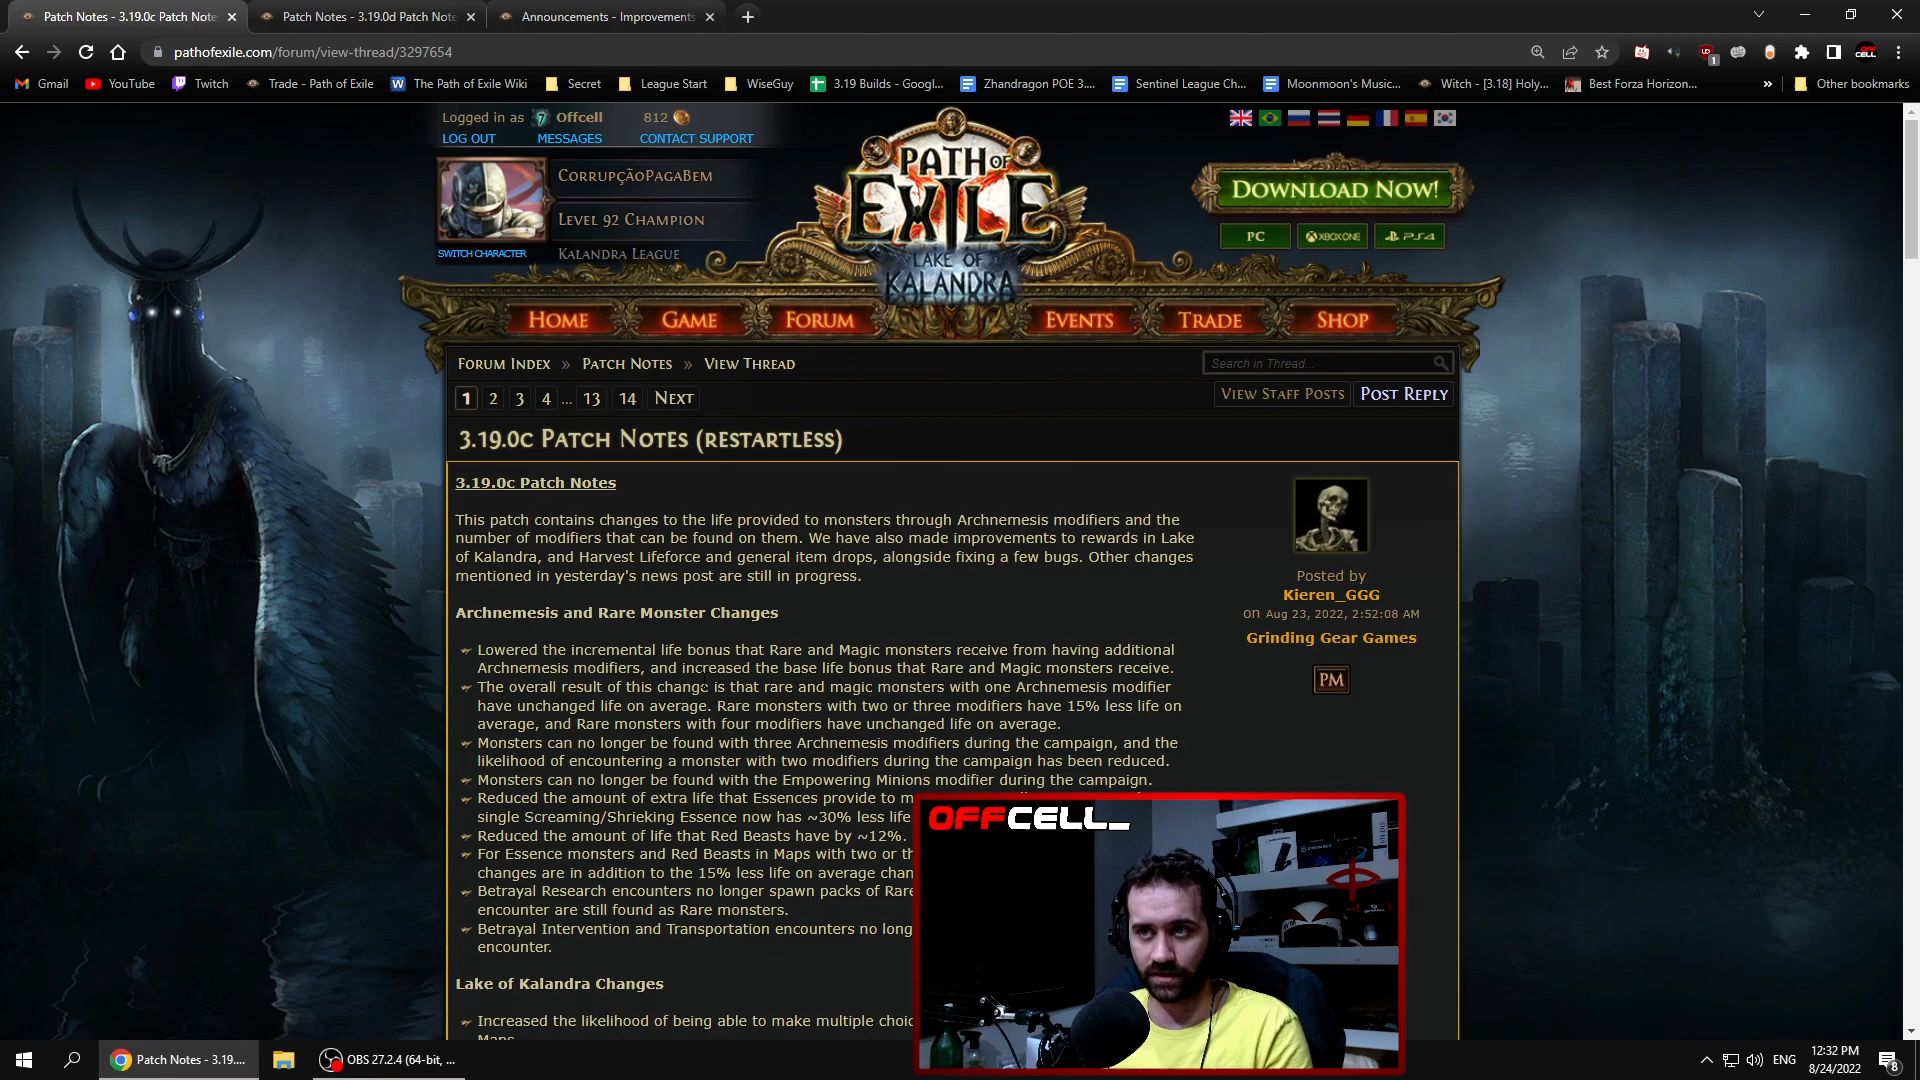 Patch Notes - 3.19.0c Patch Note
Patch Notes - 3.19.0d Patch Note
Announcements - Improvements
pathofexile.com/forum/view-thread/3297654
Gmail
YouTube
Twitch
Trade - Path of Exile
The Path of Exile Wiki
Secret
League Start
WiseGuy
3.19 Builds - Googl...
Zhandragon POE 3....
Sentinel League Ch...
Moonmoon's Music...
Witch - [3.18] Holy...
Best Forza Horizon...
»
Other bookmarks
Logged in as Offcell 812
LOG OUT MESSAGES CONTACT SUPPORT
CorrupçãoPagaBem
Level 92 Champion
SWITCH CHARACTER
Kalandra League
PATH OF EXILE
LAKE OF KALANDRA
Download Now!
PC
XBOX ONE
PS4
Home
Game
Forum
Events
Trade
Shop
Forum Index » Patch Notes » View Thread
Search in Thread...
1 2 3 4 ... 13 14 Next
View Staff Posts
Post Reply
3.19.0c Patch Notes (restartless)
3.19.0c Patch Notes
This patch contains changes to the life provided to monsters through Archnemesis modifiers and the
number of modifiers that can be found on them. We have also made improvements to rewards in Lake
of Kalandra, and Harvest Lifeforce and general item drops, alongside fixing a few bugs. Other changes
mentioned in yesterday's news post are still in progress.
Posted by
Kieren_GGG
on Aug 23, 2022, 2:52:08 AM
Grinding Gear Games
PM
Archnemesis and Rare Monster Changes
Lowered the incremental life bonus that Rare and Magic monsters receive from having additional
Archnemesis modifiers, and increased the base life bonus that Rare and Magic monsters receive.
The overall result of this change is that rare and magic monsters with one Archnemesis modifier
have unchanged life on average. Rare monsters with two or three modifiers have 15% less life on
average, and Rare monsters with four modifiers have unchanged life on average.
Monsters can no longer be found with three Archnemesis modifiers during the campaign, and the
likelihood of encountering a monster with two modifiers during the campaign has been reduced.
Monsters can no longer be found with the Empowering Minions modifier during the campaign.
Reduced the amount of extra life that Essences provide to m
single Screaming/Shrieking Essence now has ~30% less life
Reduced the amount of life that Red Beasts have by ~12%.
For Essence monsters and Red Beasts in Maps with two or th
changes are in addition to the 15% less life on average chan
Betrayal Research encounters no longer spawn packs of Rare
encounter are still found as Rare monsters.
Betrayal Intervention and Transportation encounters no long
encounter.
Lake of Kalandra Changes
Increased the likelihood of being able to make multiple choic
Maps.
OFFCELL_
Patch Notes - 3.19....
OBS 27.2.4 (64-bit, ...
ENG
12:32 PM
8/24/2022
8